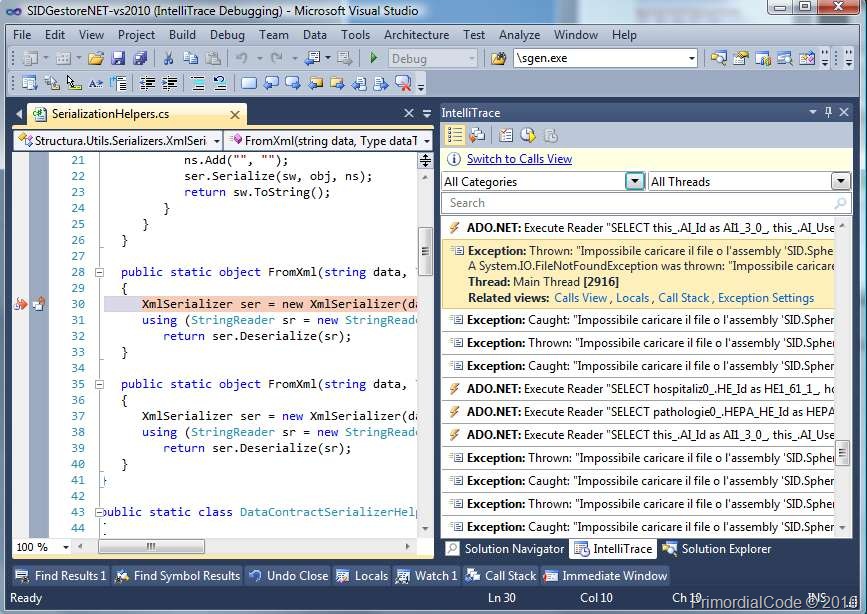 SIDGestoreNET-vs2010 (IntelliTrace Debugging) - Microsoft Visual Studio
File Edit View Project Build Debug Team Data Tools Architecture Test Analyze Window Help
Debug \sgen.exe
SerializationHelpers.cs
Structura.Utils.Serializers.XmlSeri FromXml(string data, Type dataT
21 ns.Add("", "");
22 ser.Serialize(sw, obj, ns);
23 return sw.ToString();
24 }
25 }
26 }
27
28 public static object FromXml(string data,
29 {
30 XmlSerializer ser = new XmlSerializer(da
31 using (StringReader sr = new StringReade
32 return ser.Deserialize(sr);
33 }
34
35 public static object FromXml(string data,
36 {
37 XmlSerializer ser = new XmlSerializer(da
38 using (StringReader sr = new StringReade
39 return ser.Deserialize(sr);
40 }
41 }
42
43 public static class DataContractSerializerHelp
44
100 %
IntelliTrace
Switch to Calls View
All Categories All Threads
Search
ADO.NET: Execute Reader "SELECT this_.AI_Id as AI1_3_0_, this_.AI_Use
Exception: Thrown: "Impossibile caricare il file o l'assembly 'SID.Sphe
A System.IO.FileNotFoundException was thrown: "Impossibile caricare
Thread: Main Thread [2916]
Related views: Calls View , Locals , Call Stack , Exception Settings
Exception: Caught: "Impossibile caricare il file o l'assembly 'SID.Spher
Exception: Thrown: "Impossibile caricare il file o l'assembly 'SID.Spher
Exception: Caught: "Impossibile caricare il file o l'assembly 'SID.Spher
ADO.NET: Execute Reader "SELECT hospitaliz0_.HE_Id as HE1_61_1_, ho
ADO.NET: Execute Reader "SELECT pathologie0_.HEPA_HE_Id as HEPA
ADO.NET: Execute Reader "SELECT this_.AI_Id as AI1_3_0_, this_.AI_Use
Exception: Thrown: "Impossibile caricare il file o l'assembly 'SID.Spher
Exception: Caught: "Impossibile caricare il file o l'assembly 'SID.Spher
Exception: Thrown: "Impossibile caricare il file o l'assembly 'SID.Spher
Exception: Caught: "Impossibile caricare il file o l'assembly 'SID.Spher
Solution Navigator IntelliTrace Solution Explorer
Find Results 1 Find Symbol Results Undo Close Locals Watch 1 Call Stack Immediate Window
Ready Ln 30 Col 10 Ch 10 INS
PrimordialCode ©